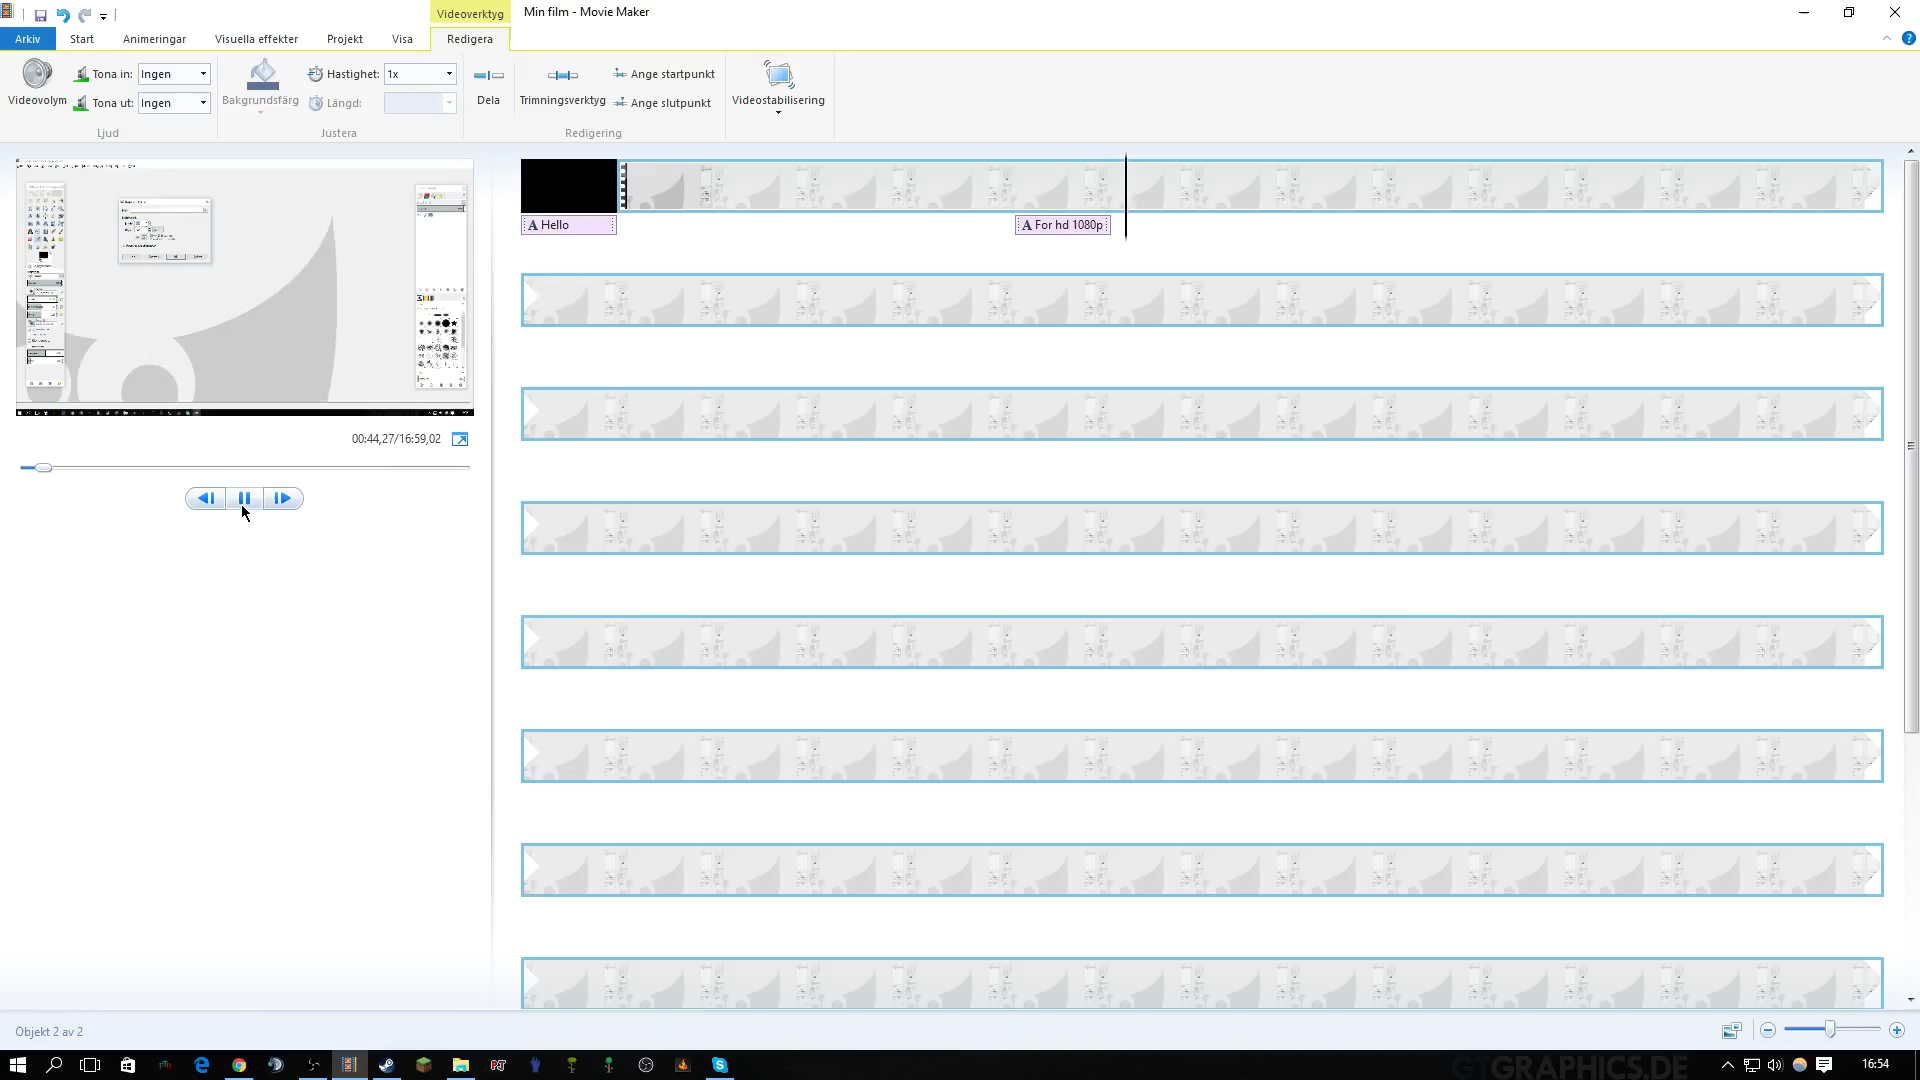 Videoverktyg
Min film - Movie Maker
Arkiv
Start
Animeringar
Visuella effekter
Projekt
Visa
Redigera
Videovolym
Tona in: Ingen
Tona ut: Ingen
Ljud
Bakgrundsfärg
Hastighet: 1x
Längd:
Justera
Dela
Trimningsverktyg
Ange startpunkt
Ange slutpunkt
Redigering
Videostabilisering
A Hello
A For hd 1080p
00:44,27/16:59,02
Objekt 2 av 2
GTGRAPHICS.DE
16:54